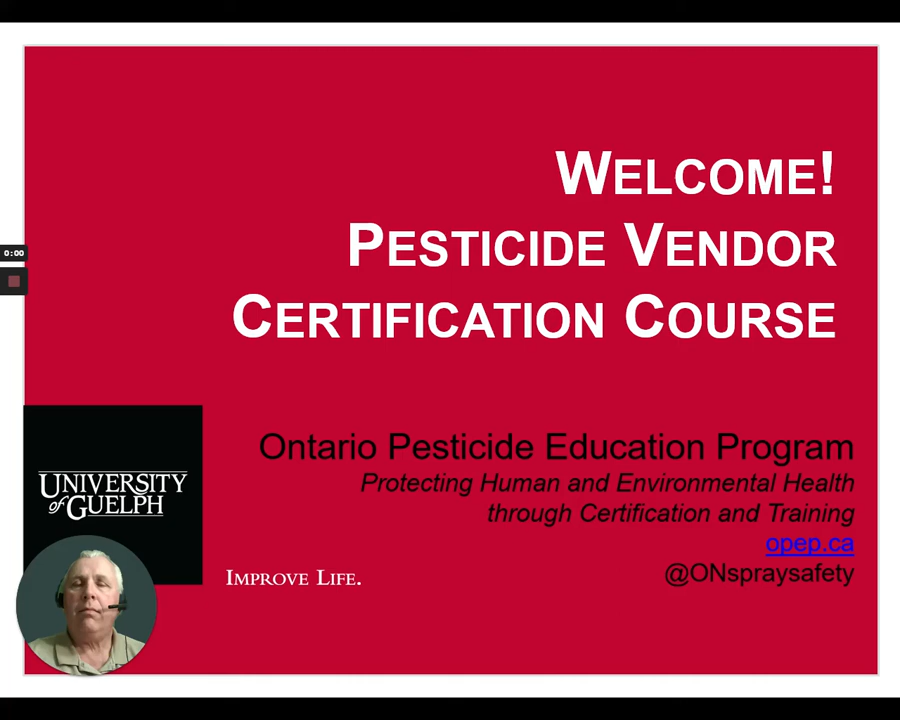 WELCOME!
PESTICIDE VENDOR
CERTIFICATION COURSE
0:00
Ontario Pesticide Education Program
Protecting Human and Environmental Health
through Certification and Training
opep.ca
@ONspraysafety
UNIVERSITY
of GUELPH
IMPROVE LIFE.